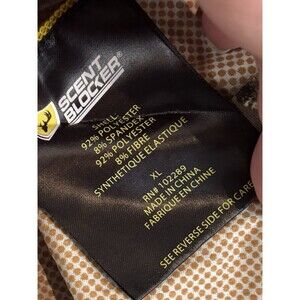 SCENT
BLOCKER
SHELL
92% POLYESTER
8% SPANDEX
92% POLYESTER
8% FIBRE
SYNTHETIQUE ELASTIQUE
XL
RN# 102289
MADE IN CHINA
FABRIQUE EN CHINE
SEE REVERSE SIDE FOR CARE